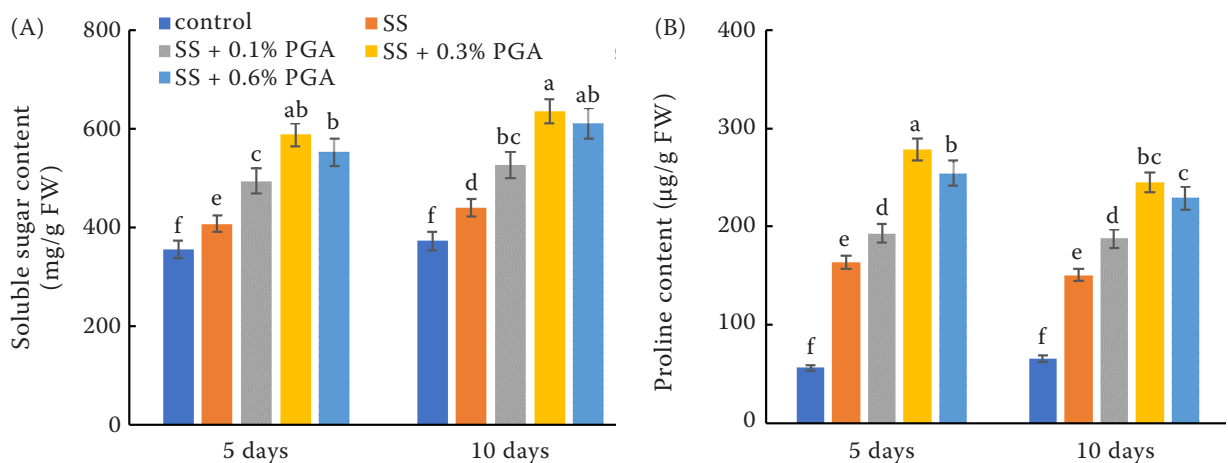 (A)
control
SS
SS + 0.1% PGA
SS + 0.3% PGA
SS + 0.6% PGA
Soluble sugar content
(mg/g FW)
800
600
400
200
0
f
e
c
ab
b
f
d
bc
a
ab
5 days
10 days
(B)
Proline content (µg/g FW)
400
300
200
100
0
f
e
d
a
b
f
e
d
bc
c
5 days
10 days